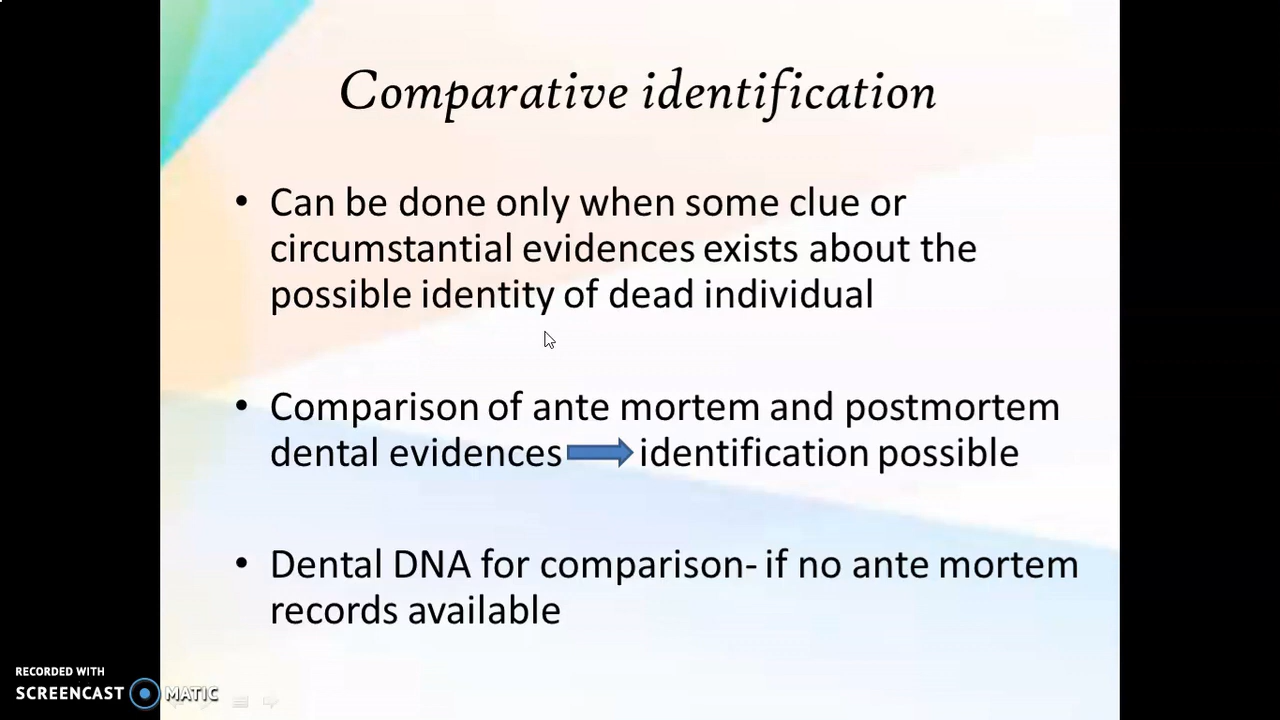 Comparative identification
• Can be done only when some clue or
circumstantial evidences exists about the
possible identity of dead individual
• Comparison of ante mortem and postmortem
dental evidences identification possible
• Dental DNA for comparison- if no ante mortem
records available
RECORDED WITH
SCREENCAST MATIC